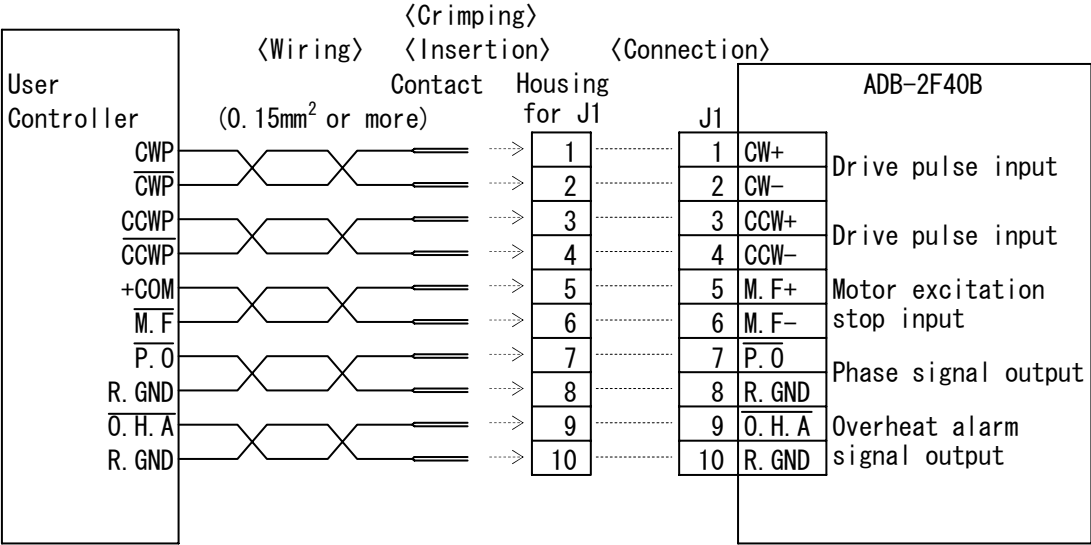 〈Crimping〉
〈Wiring〉 〈Insertion〉 〈Connection〉
User Contact Housing ADB-2F40B
Controller (0.15mm² or more) for J1 J1
CWP 1 1 CW+ Drive pulse input
C̅W̅P̅ 2 2 CW-
CCWP 3 3 CCW+ Drive pulse input
C̅C̅W̅P̅ 4 4 CCW-
+COM 5 5 M.F+ Motor excitation
M̅.̅F̅ 6 6 M.F- stop input
P̅.̅O̅ 7 7 P̅.̅O̅ Phase signal output
R.GND 8 8 R.GND
O̅.̅H̅.̅A̅ 9 9 O̅.̅H̅.̅A̅ Overheat alarm
R.GND 10 10 R.GND signal output